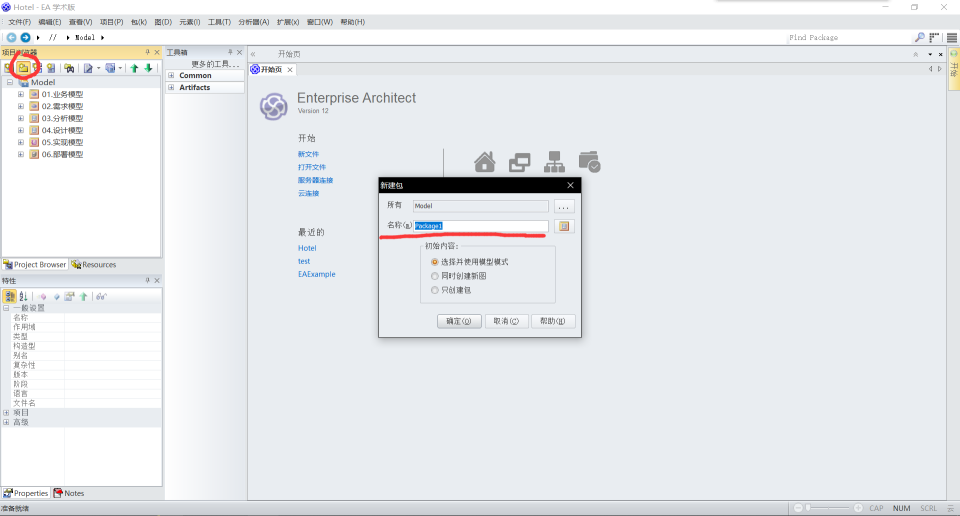 Hotel - EA 学术版
文件(F) 编辑(E) 查看(V) 项目(P) 包(k) 图(D) 元素(I) 工具(T) 分析器(A) 扩展(x) 窗口(W) 帮助(H)
// Model
Find Package
项目浏览器
Model
01.业务模型
02.需求模型
03.分析模型
04.设计模型
05.实现模型
06.部署模型
Project Browser Resources
特性
一般设置
名称
作用域
类型
构造型
别名
复杂性
版本
阶段
语言
文件名
项目
高级
Properties Notes
准备就绪
工具箱
更多的工具...
Common
Artifacts
开始页
开始页
Enterprise Architect
Version 12
开始
新文件
打开文件
服务器连接
云连接
最近的
Hotel
test
EAExample
新建包
所有 Model ...
名称(m) Package1
初始内容:
选择并使用模型模式
同时创建新图
只创建包
确定(O) 取消(C) 帮助(H)
开始
CAP NUM SCRL